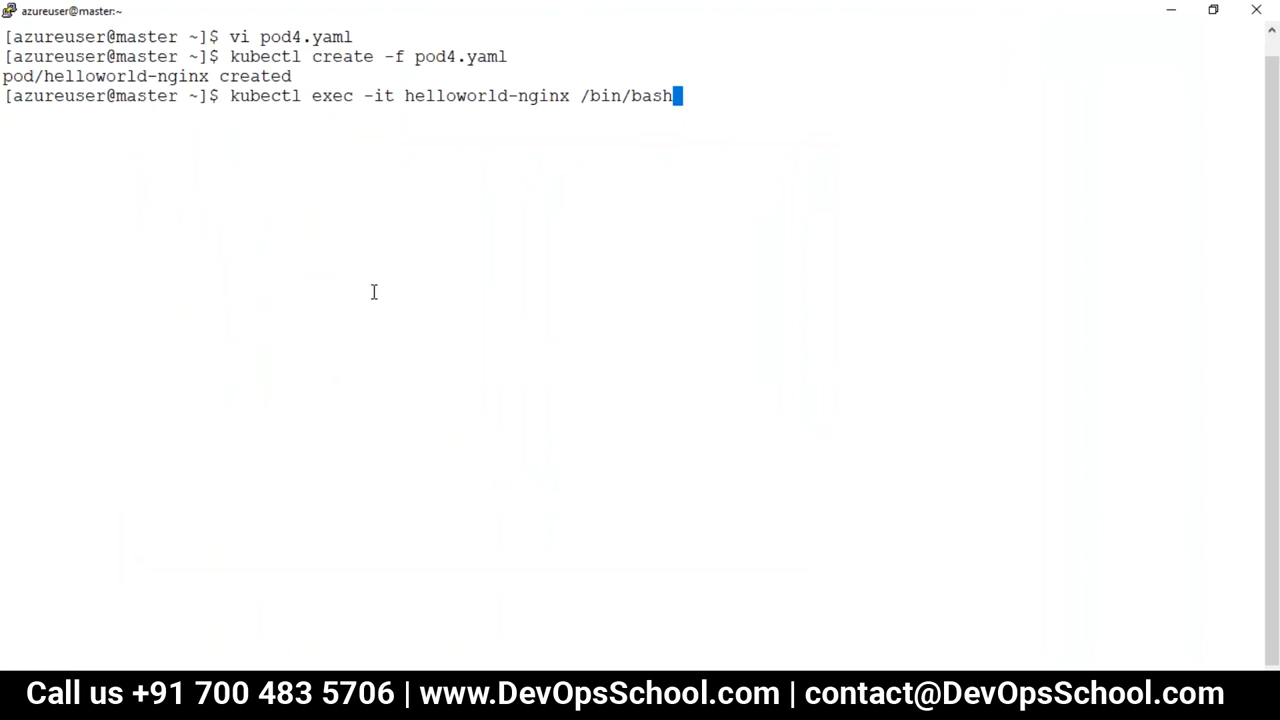 azureuser@master:~
[azureuser@master ~]$ vi pod4.yaml
[azureuser@master ~]$ kubectl create -f pod4.yaml
pod/helloworld-nginx created
[azureuser@master ~]$ kubectl exec -it helloworld-nginx /bin/bash
Call us +91 700 483 5706 | www.DevOpsSchool.com | contact@DevOpsSchool.com